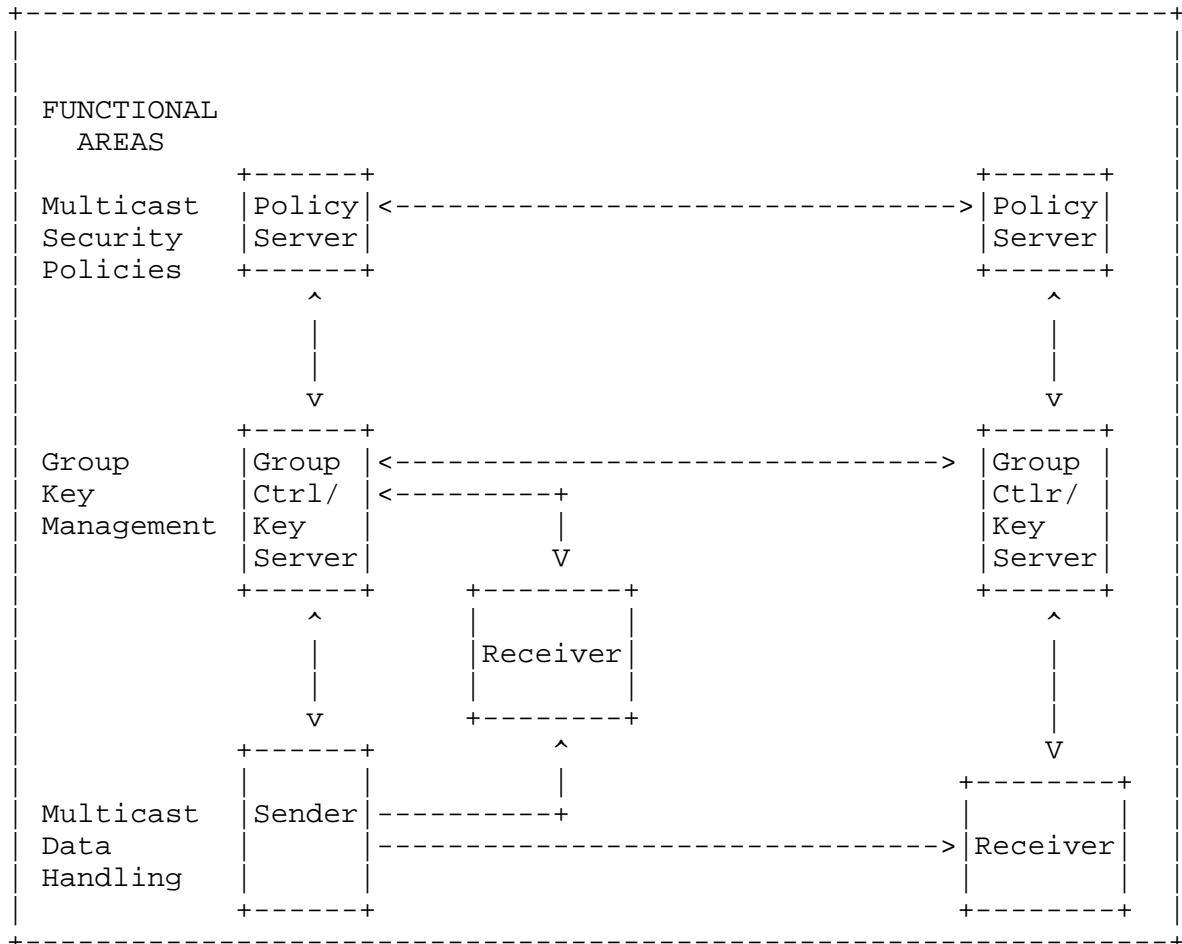 FUNCTIONAL
AREAS
Multicast Policy Policy
Security Server Server
Policies
Group Group Group
Key Ctrl/ Ctlr/
Management Key Key
Server Server
Receiver
Multicast Sender
Data Receiver
Handling